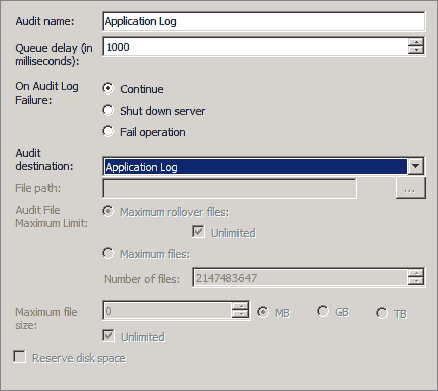 Audit name: Application Log
Queue delay (in milliseconds): 1000
On Audit Log Failure: Continue
Shut down server
Fail operation
Audit destination: Application Log
File path: ...
Audit File Maximum Limit: Maximum rollover files:
Unlimited
Maximum files:
Number of files: 2147483647
Maximum file size: 0 MB GB TB
Unlimited
Reserve disk space